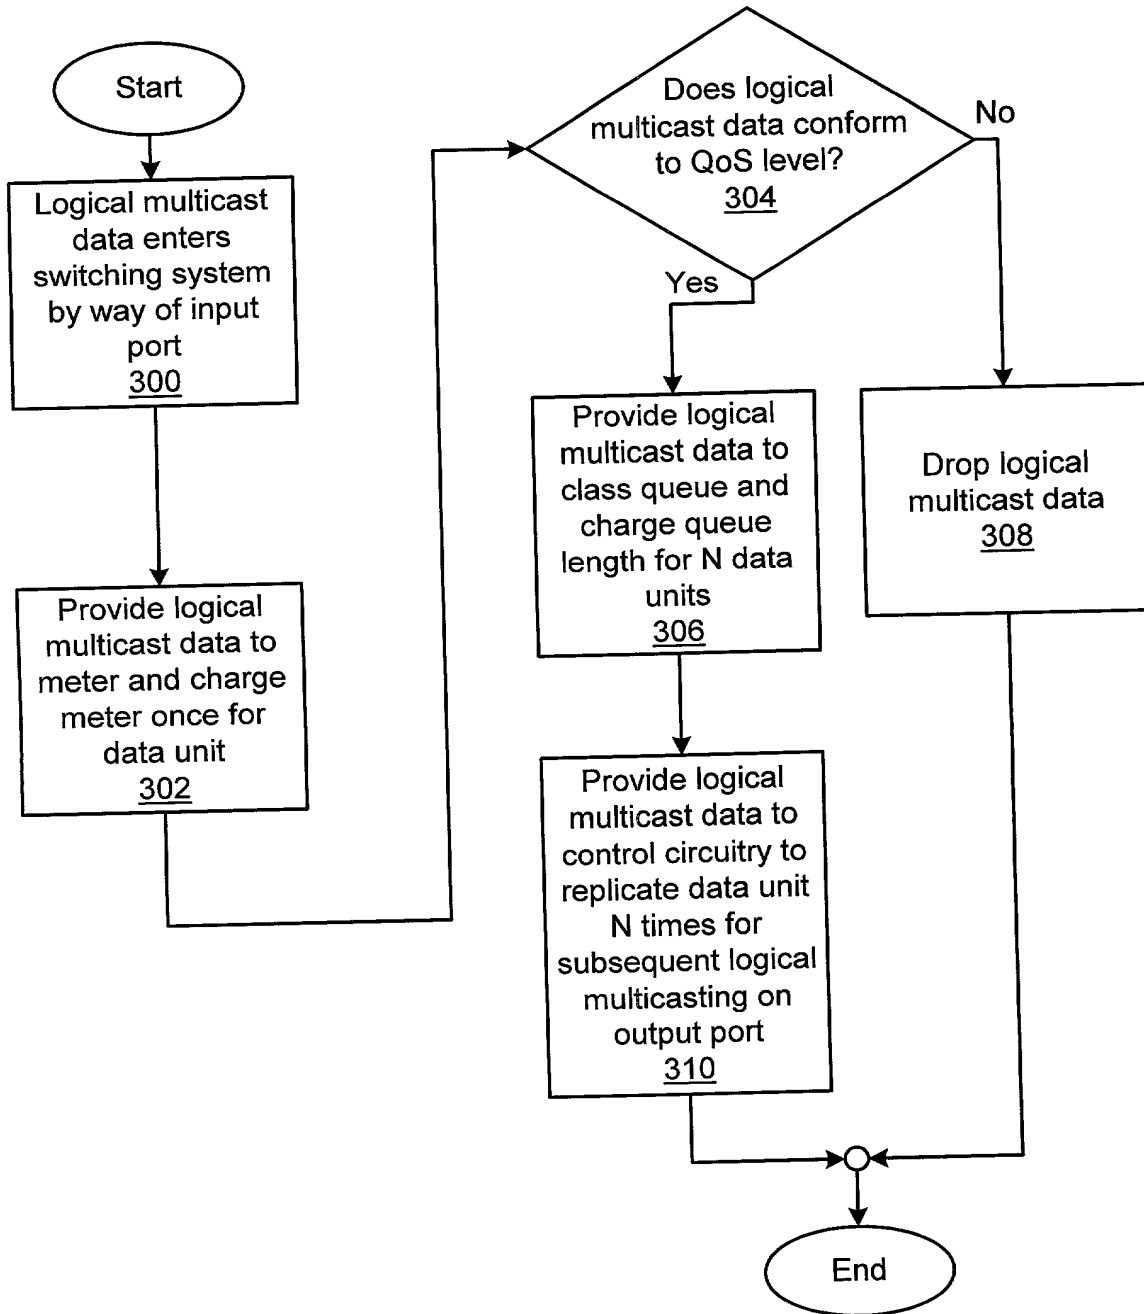 Start
Logical multicast
data enters
switching system
by way of input
port
300
Provide logical
multicast data to
meter and charge
meter once for
data unit
302
Does logical
multicast data conform
to QoS level?
304
No
Yes
Provide logical
multicast data to
class queue and
charge queue
length for N data
units
306
Drop logical
multicast data
308
Provide logical
multicast data to
control circuitry to
replicate data unit
N times for
subsequent logical
multicasting on
output port
310
End